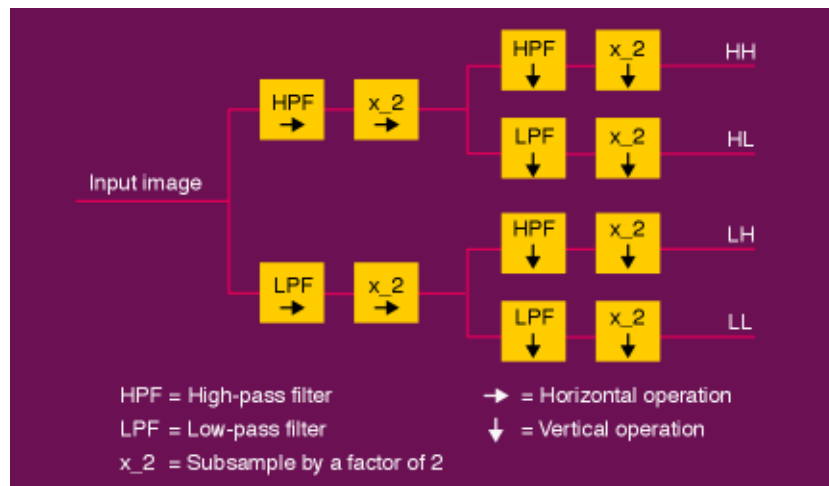 HPF x_2 HH
HPF x_2
LPF x_2 HL
Input image
HPF x_2 LH
LPF x_2
LPF x_2 LL
HPF = High-pass filter
= Horizontal operation
LPF = Low-pass filter
= Vertical operation
x_2 = Subsample by a factor of 2